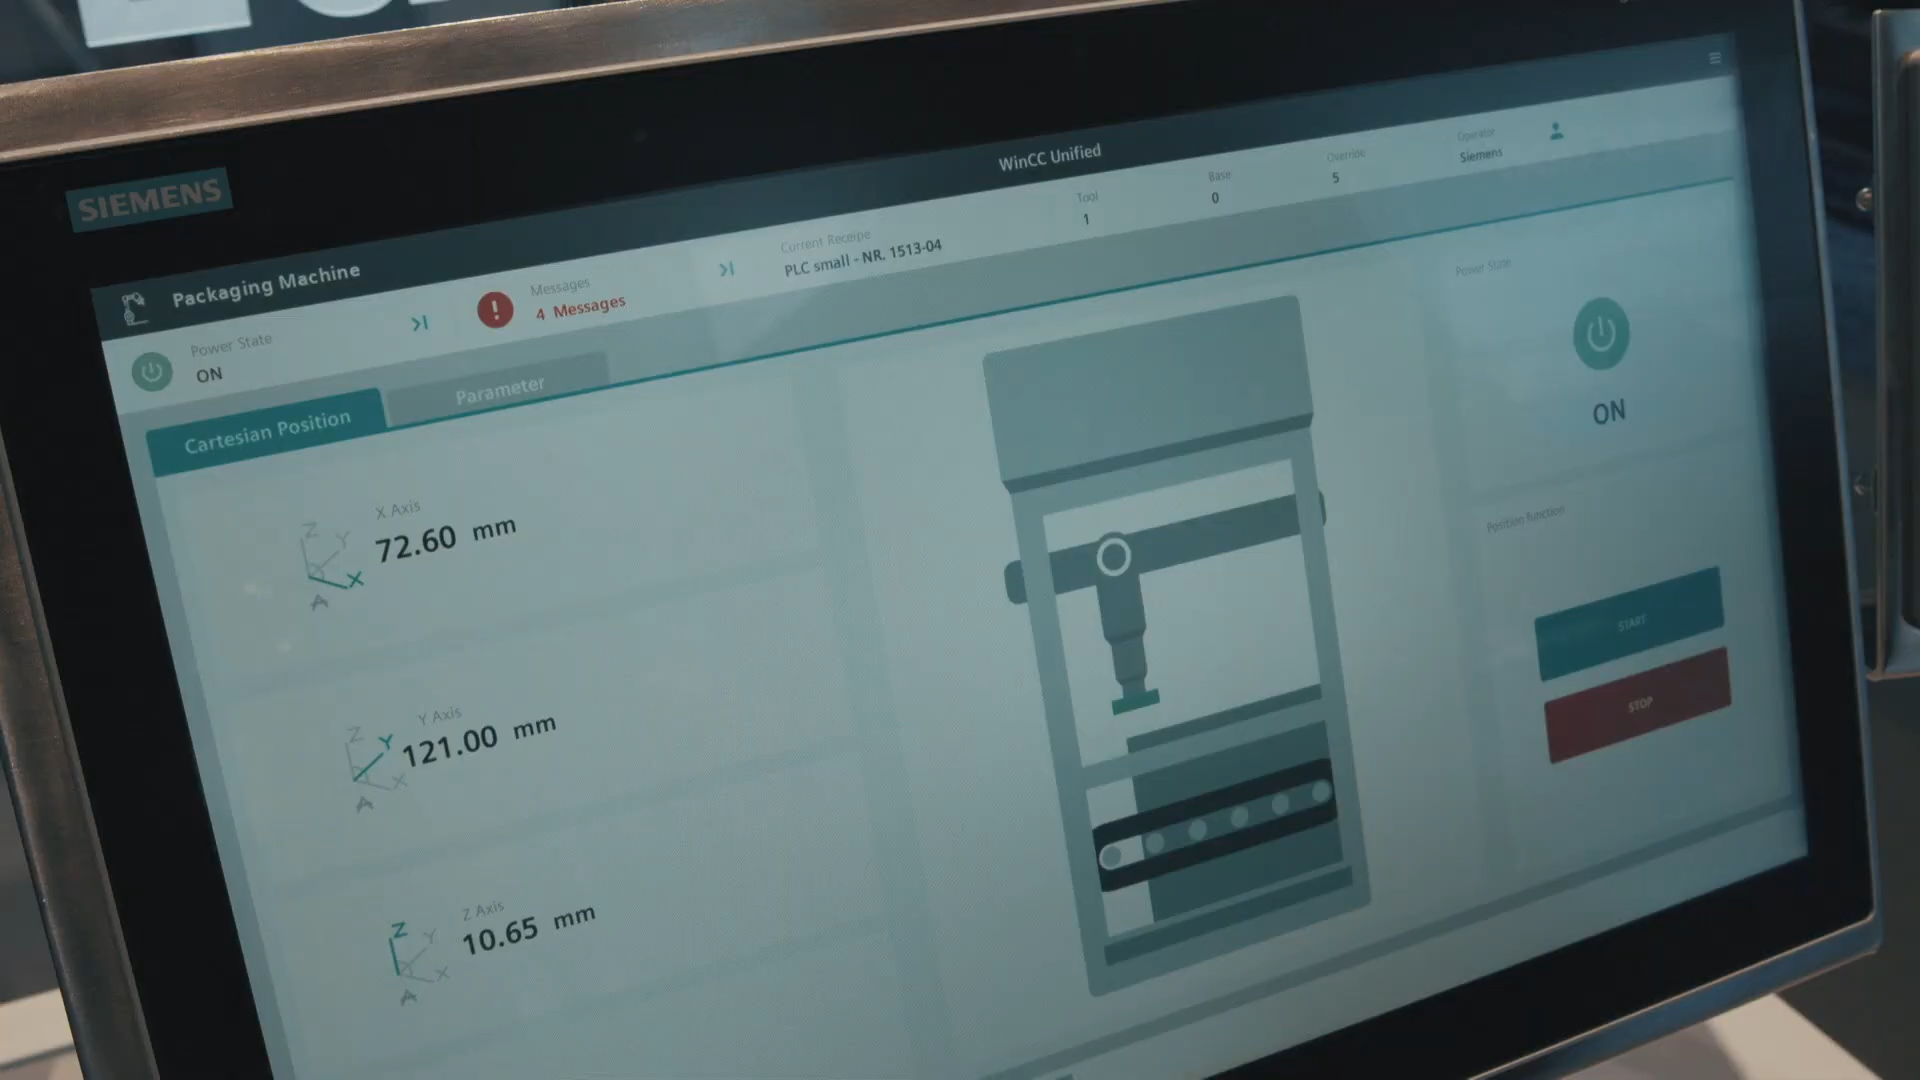 SIEMENS
WinCC Unified
Packaging Machine
Power State
ON
Messages
4 Messages
Current Receipe
PLC small - NR. 1513-04
Tool
1
Base
0
Override
5
Operator
Siemens
Cartesian Position
Parameter
X Axis
72.60 mm
Z
Y
X
A
Y Axis
121.00 mm
Z
Y
X
A
Z Axis
10.65 mm
Z
Y
X
A
Power State
ON
Position function
START
STOP